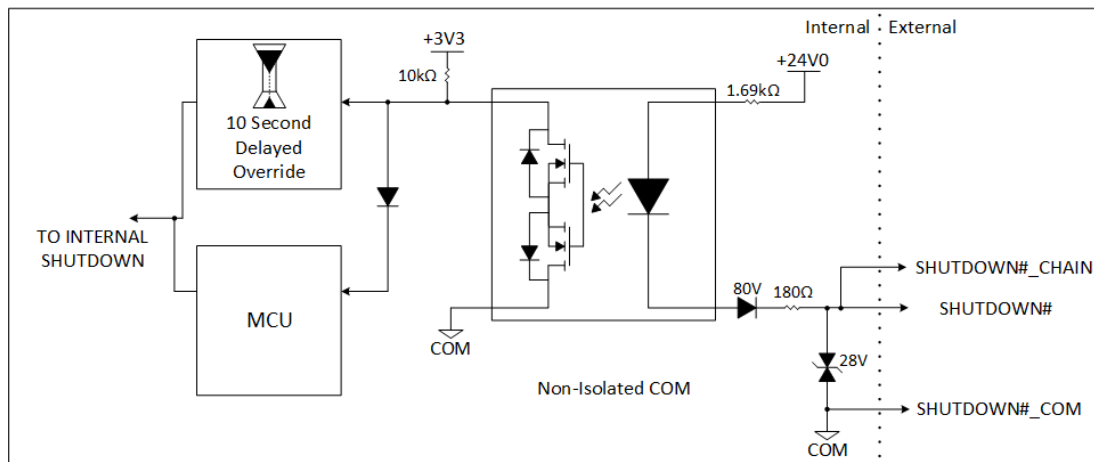 Internal
External
+3V3
10kΩ
+24V0
1.69kΩ
10 Second
Delayed
Override
TO INTERNAL
SHUTDOWN
MCU
COM
Non-Isolated COM
80V
180Ω
28V
SHUTDOWN#_CHAIN
SHUTDOWN#
SHUTDOWN#_COM
COM